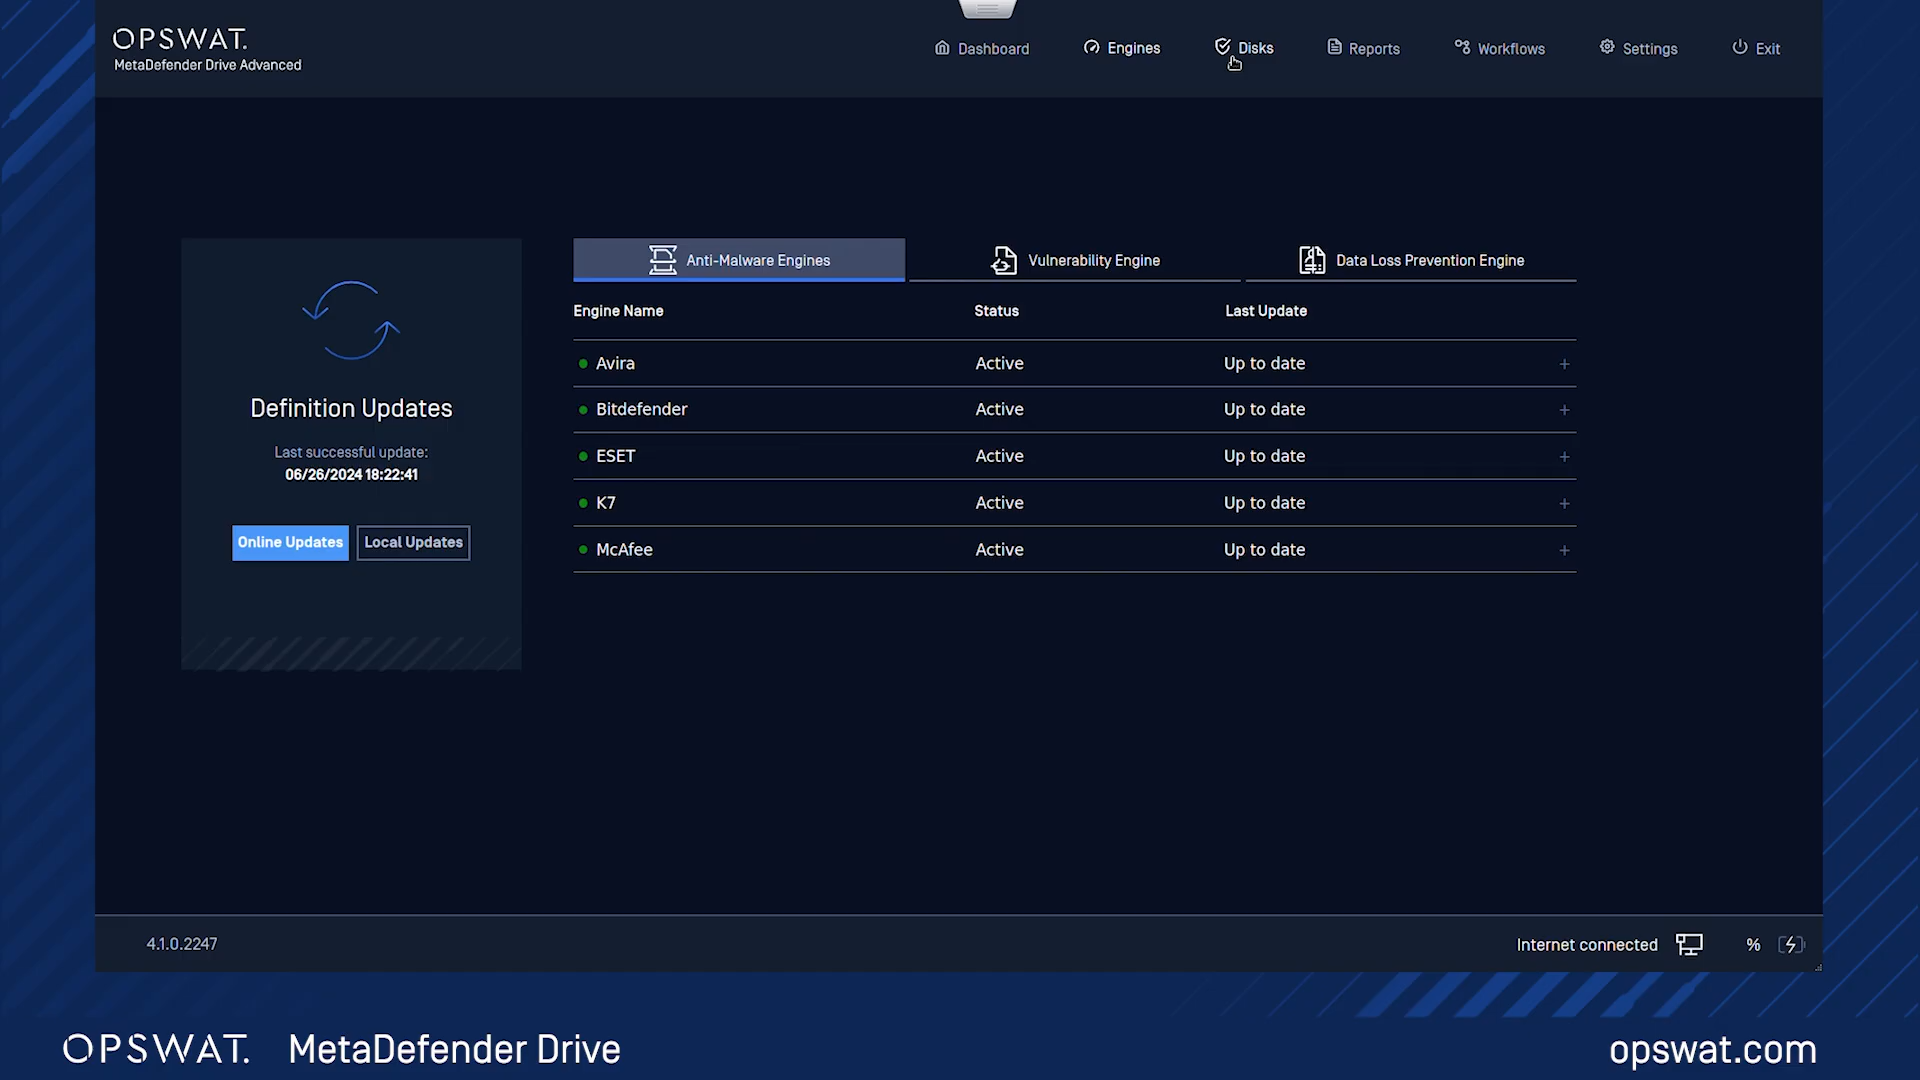 OPSWAT.
MetaDefender Drive Advanced
Dashboard
Engines
Disks
Reports
Workflows
Settings
Exit
Definition Updates
Last successful update:
06/26/2024 18:22:41
Online Updates
Local Updates
Anti-Malware Engines
Vulnerability Engine
Data Loss Prevention Engine
Engine Name Status Last Update
Avira Active Up to date +
Bitdefender Active Up to date +
ESET Active Up to date +
K7 Active Up to date +
McAfee Active Up to date +
4.1.0.2247
Internet connected
%
OPSWAT. MetaDefender Drive
opswat.com